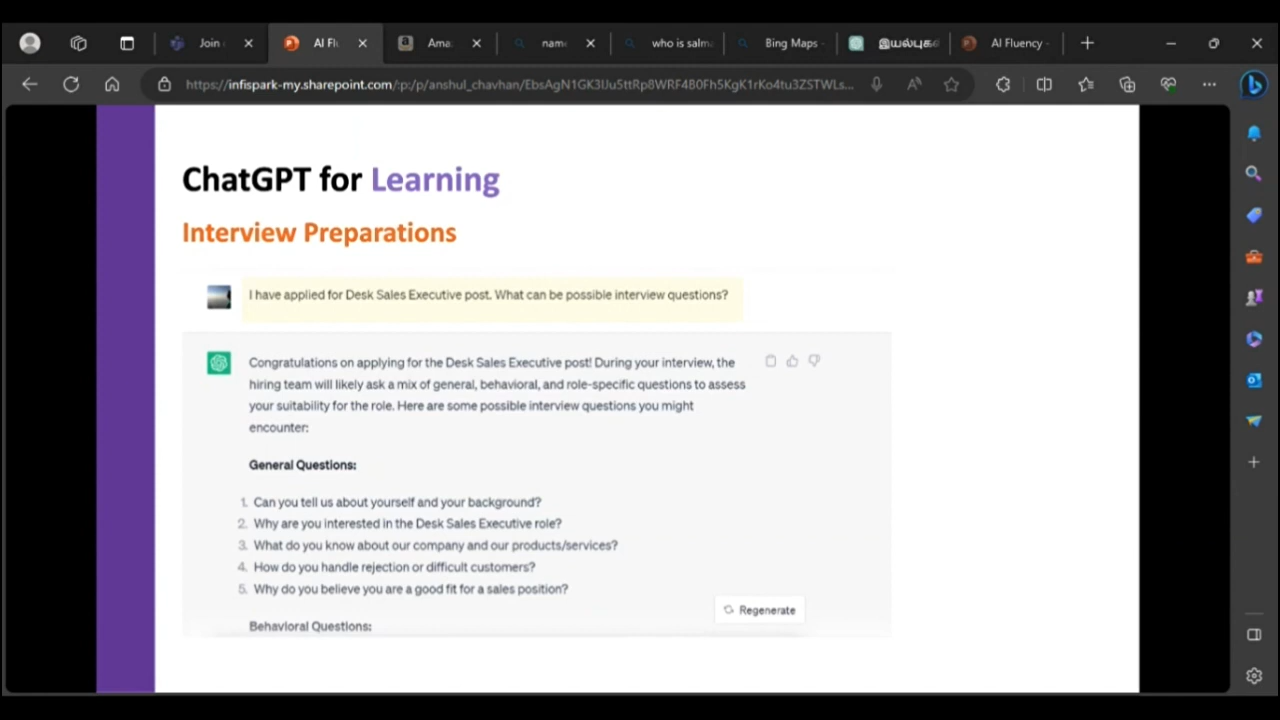 Join
AI Fl
Ama
name
who is salm
Bing Maps -
இயல்புக
AI Fluency -
https://infispark-my.sharepoint.com/:p:/p/anshul_chavhan/EbsAgN1GK3lJu5ttRp8WRF480Fh5KgK1rKo4tu3ZSTWLs...
ChatGPT for Learning
Interview Preparations
I have applied for Desk Sales Executive post. What can be possible interview questions?
Congratulations on applying for the Desk Sales Executive post! During your interview, the
hiring team will likely ask a mix of general, behavioral, and role-specific questions to assess
your suitability for the role. Here are some possible interview questions you might
encounter:
General Questions:
1. Can you tell us about yourself and your background?
2. Why are you interested in the Desk Sales Executive role?
3. What do you know about our company and our products/services?
4. How do you handle rejection or difficult customers?
5. Why do you believe you are a good fit for a sales position?
Regenerate
Behavioral Questions: